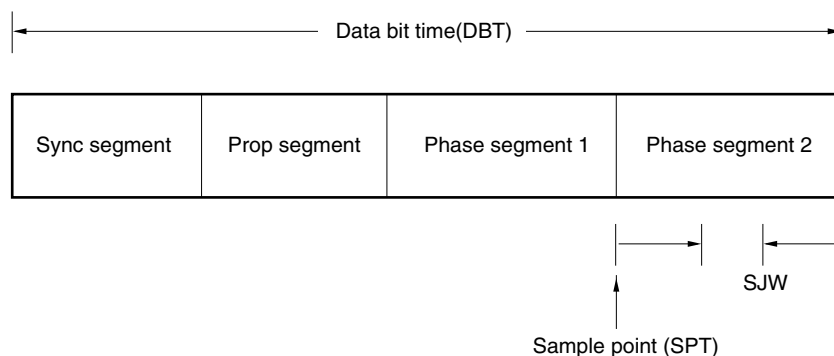 Data bit time(DBT)
Sync segment
Prop segment
Phase segment 1
Phase segment 2
SJW
Sample point (SPT)